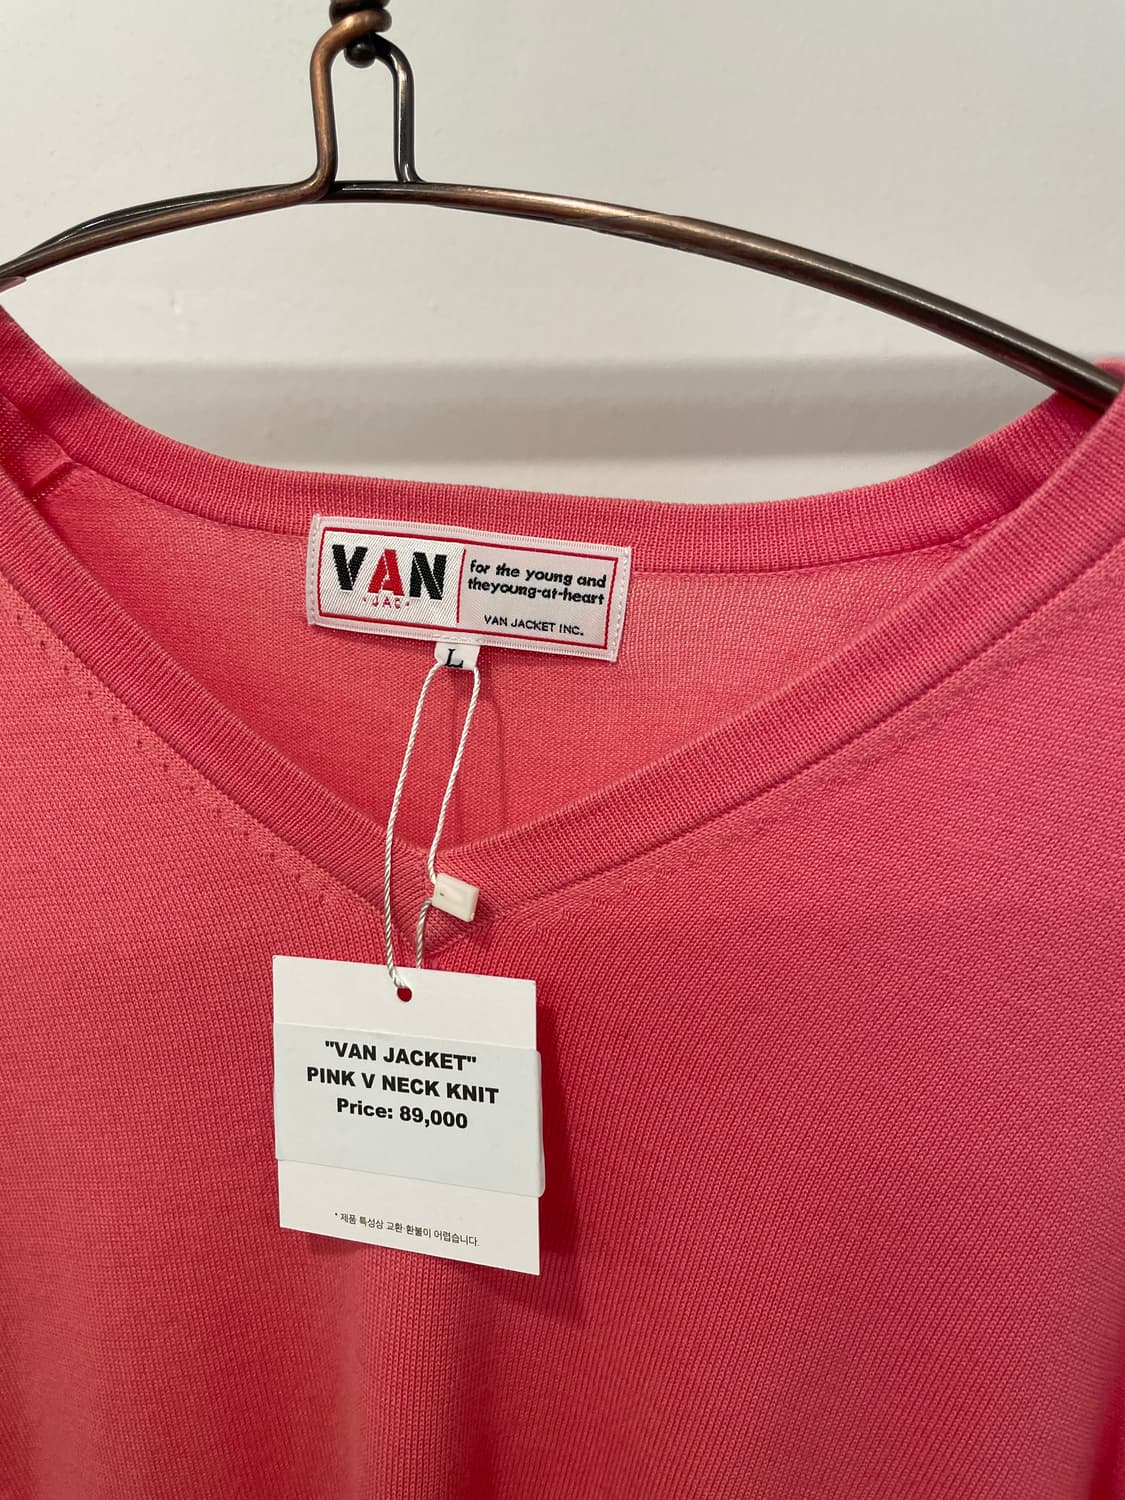 VAN
·JAC·
for the young and
theyoung-at-heart
VAN JACKET INC.
L
"VAN JACKET"
PINK V NECK KNIT
Price: 89,000
* 제품 특성상 교환·환불이 어렵습니다.